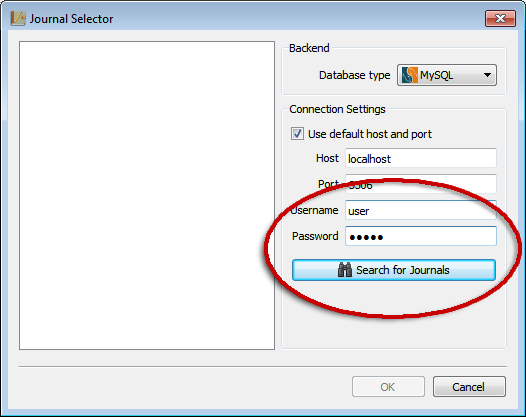 Journal Selector
Backend
Database type MySQL
Connection Settings
Use default host and port
Host localhost
Port 3306
Username user
Password ●●●●●
Search for Journals
OK Cancel